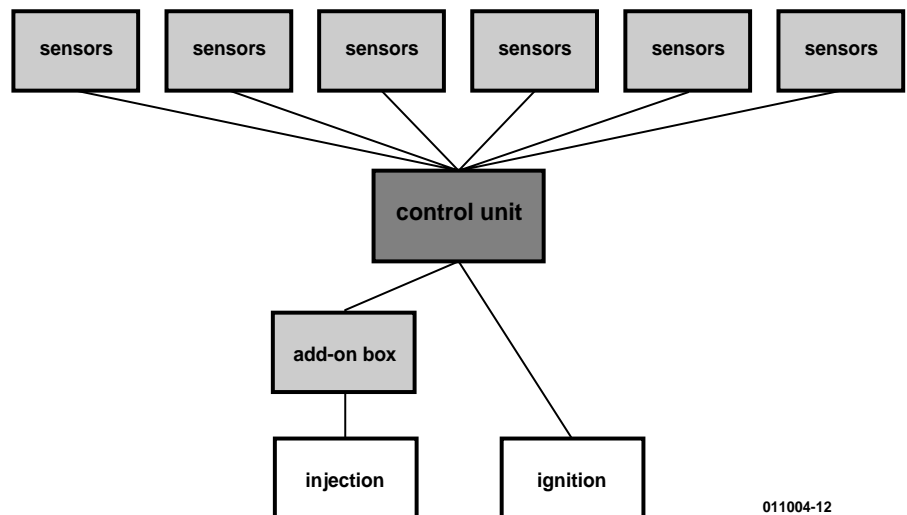 sensors
sensors
sensors
sensors
sensors
sensors
control unit
add-on box
injection
ignition
011004-12